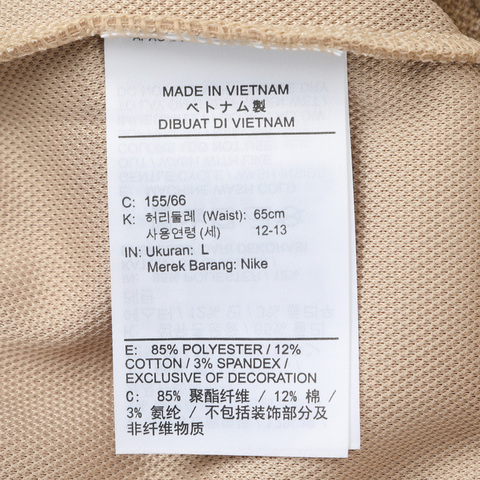 MADE IN VIETNAM
ベトナム製
DIBUAT DI VIETNAM
C: 155/66
K: 허리둘레 (Waist): 65cm
사용연령 (세) 12-13
IN: Ukuran: L
Merek Barang: Nike
E: 85% POLYESTER / 12%
COTTON / 3% SPANDEX /
EXCLUSIVE OF DECORATION
C: 85% 聚酯纤维 / 12% 棉 /
3% 氨纶 / 不包括装饰部分及
非纤维物质